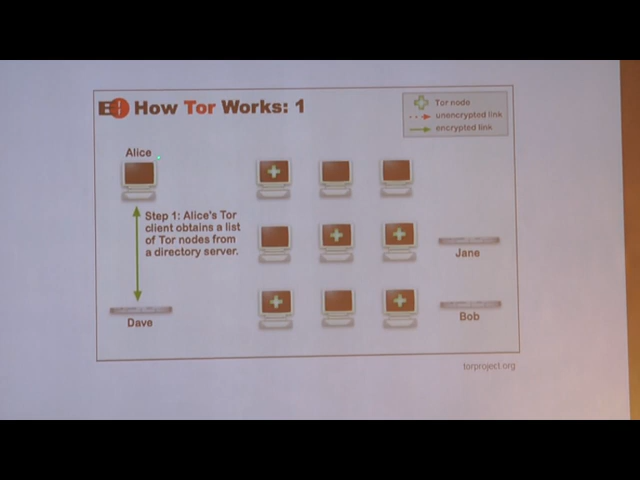 EFF How Tor Works: 1
Tor node
unencrypted link
encrypted link
Alice
Step 1: Alice's Tor
client obtains a list
of Tor nodes from
a directory server.
Jane
Dave
Bob
torproject.org